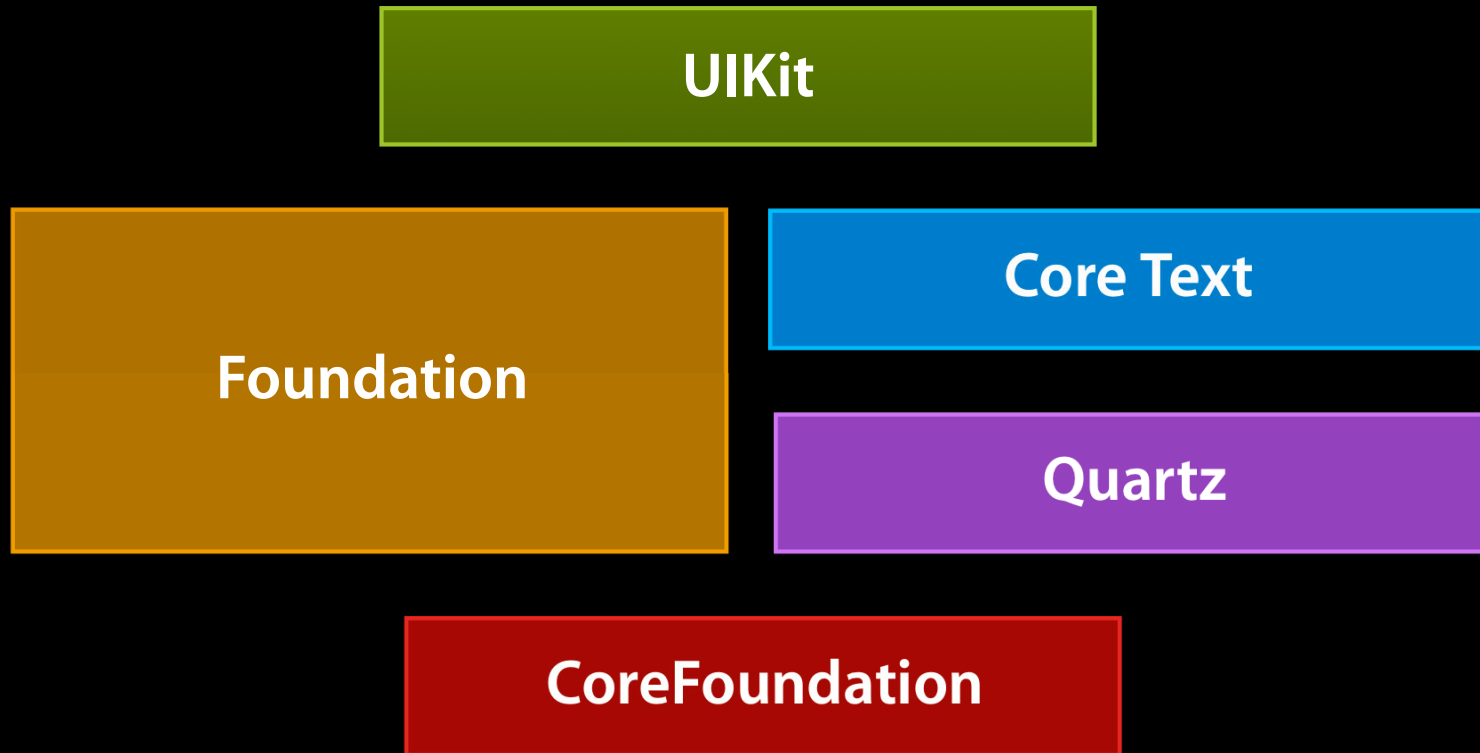 UIKit
Foundation
Core Text
Quartz
CoreFoundation